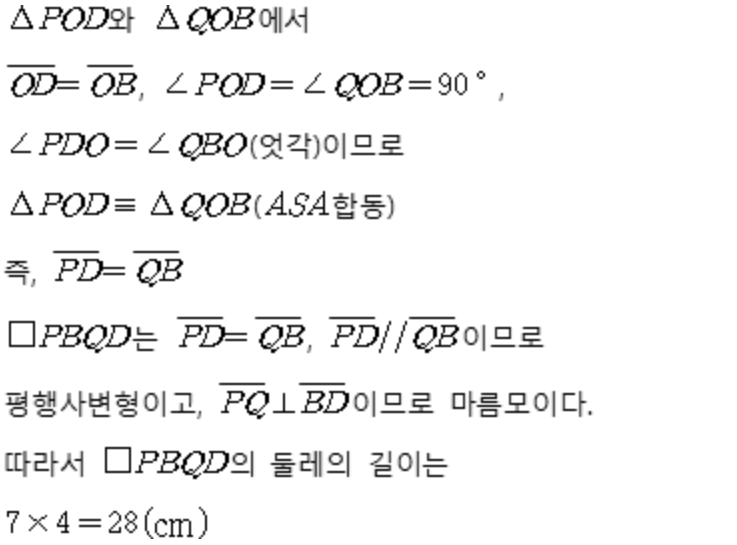 △POD와 △QOB에서
OD̅= OB̅, ∠POD=∠QOB=90°,
∠PDO=∠QBO(엇각)이므로
△POD≡△QOB(ASA합동)
즉, PD̅= QB̅
□PBQD는 PD̅= QB̅, PD̅//QB̅이므로
평행사변형이고, PQ̅⊥BD̅이므로 마름모이다.
따라서 □PBQD의 둘레의 길이는
7×4=28(cm)